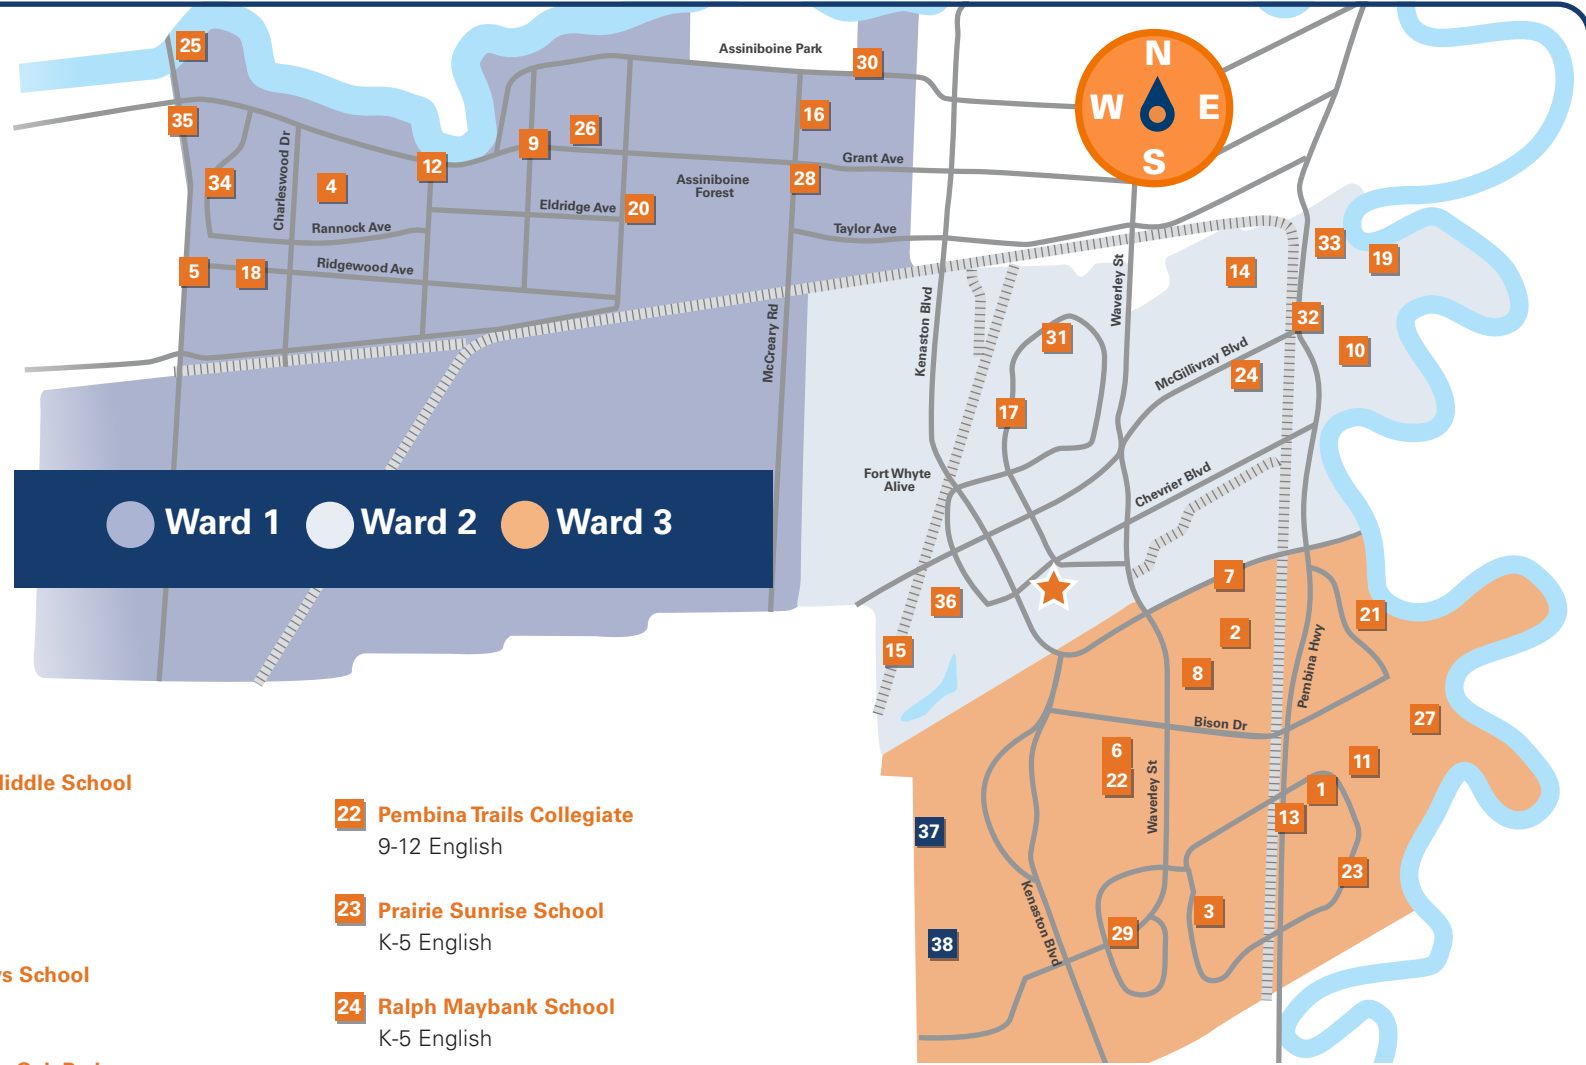 25
Assiniboine Park
30
N
W
E
S
35
16
26
9
12
Grant Ave
34
4
Charleswood Dr
28
Assiniboine
Forest
Eldridge Ave
20
Rannock Ave
Taylor Ave
33
19
5
18
Ridgewood Ave
14
Waverley St
Kenaston Blvd
McCreary Rd
32
31
McGillivray Blvd
10
24
17
Fort Whyte
Alive
Chevrier Blvd
Ward 1
Ward 2
Ward 3
7
36
21
2
15
8
Pembina Hwy
27
Bison Dr
6
22
11
Waverley St
1
13
37
23
Kenaston Blvd
3
29
38
iddle School
s School
22 Pembina Trails Collegiate
9-12 English
23 Prairie Sunrise School
K-5 English
24 Ralph Maybank School
K-5 English